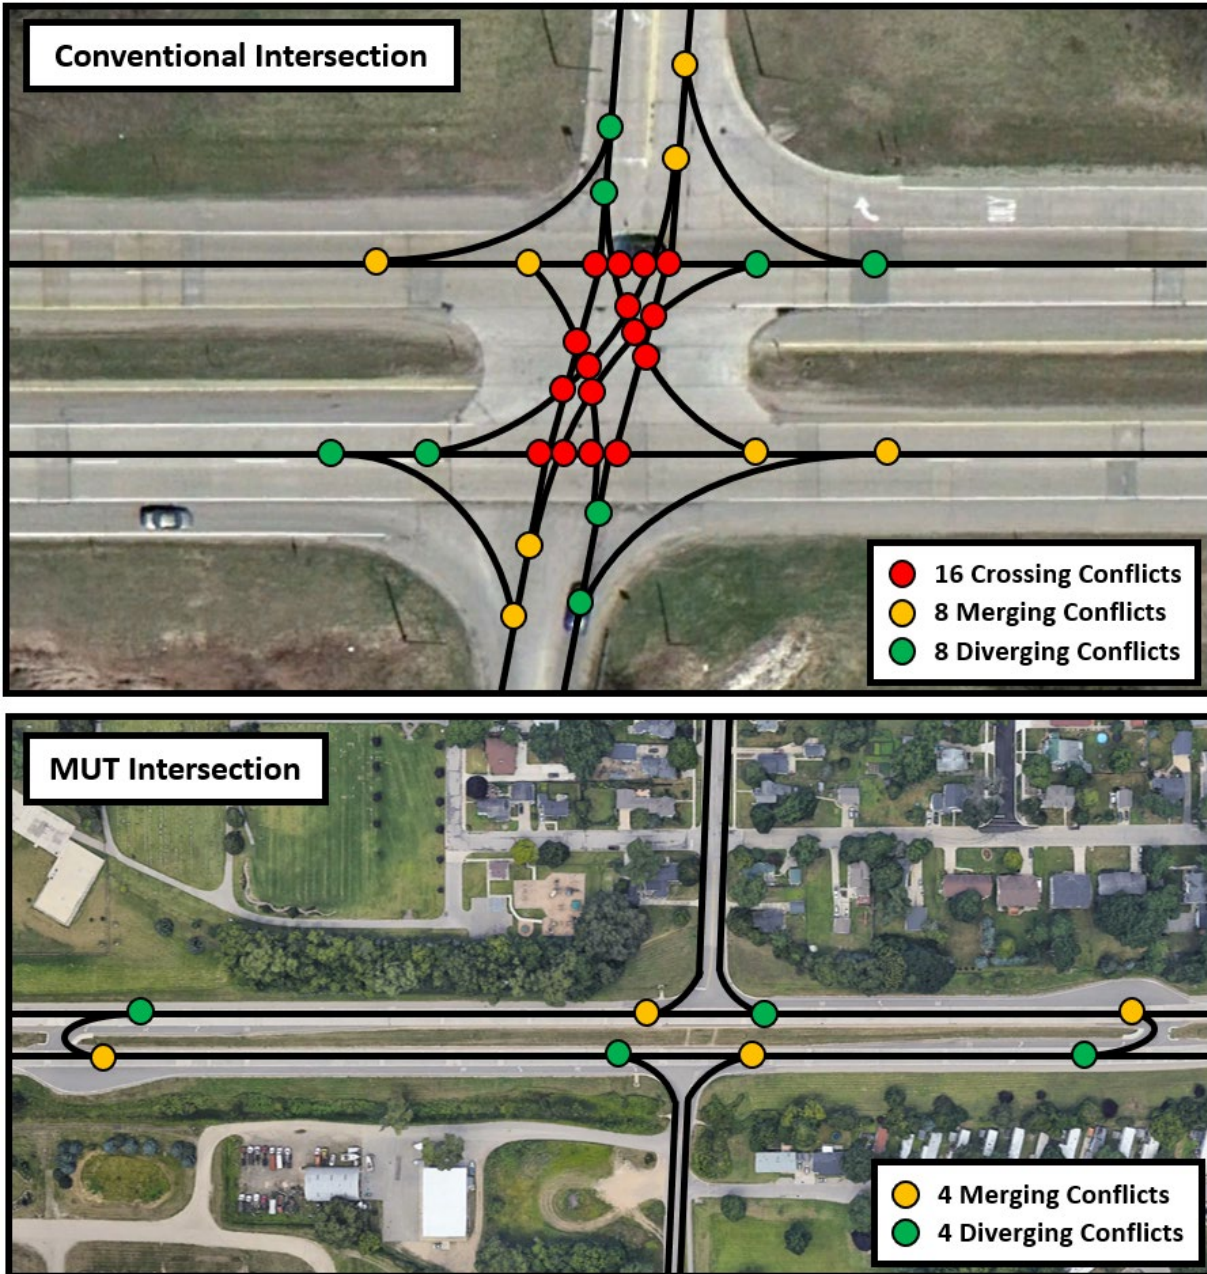 Conventional Intersection
16 Crossing Conflicts
8 Merging Conflicts
8 Diverging Conflicts
MUT Intersection
4 Merging Conflicts
4 Diverging Conflicts